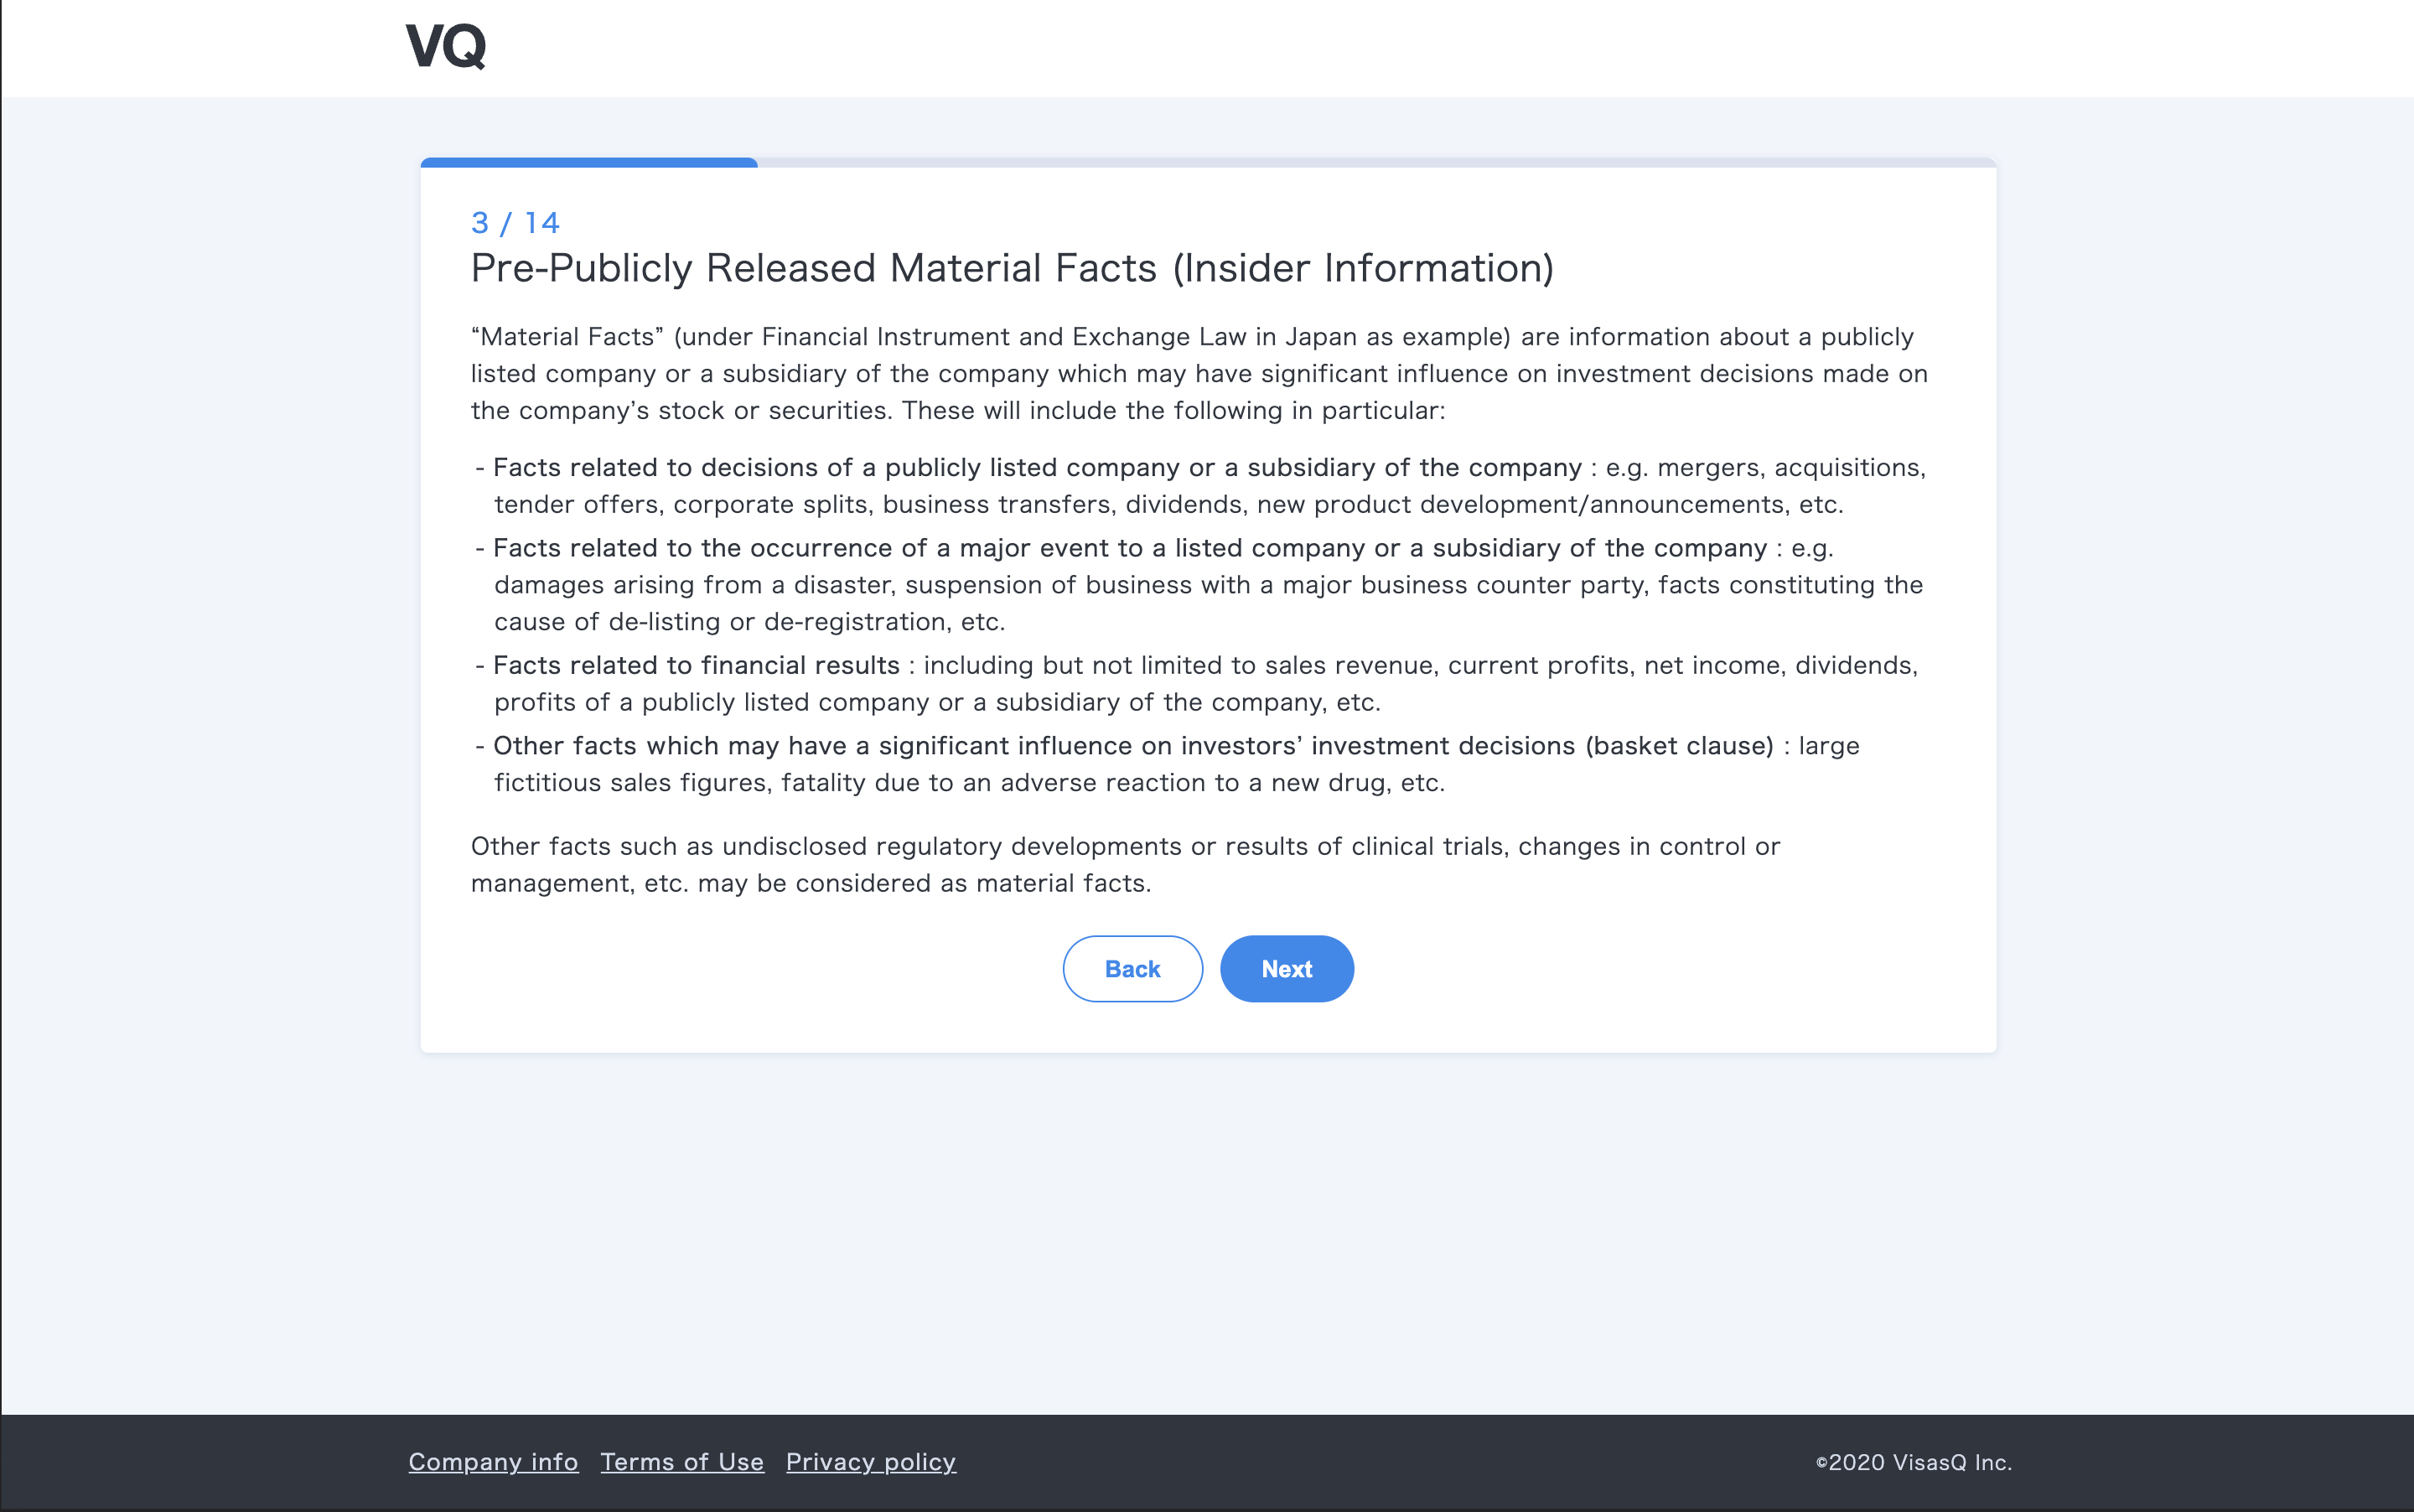 VQ
3 / 14
Pre-Publicly Released Material Facts (Insider Information)
“Material Facts” (under Financial Instrument and Exchange Law in Japan as example) are information about a publicly
listed company or a subsidiary of the company which may have significant influence on investment decisions made on
the company’s stock or securities. These will include the following in particular:
- Facts related to decisions of a publicly listed company or a subsidiary of the company : e.g. mergers, acquisitions,
tender offers, corporate splits, business transfers, dividends, new product development/announcements, etc.
- Facts related to the occurrence of a major event to a listed company or a subsidiary of the company : e.g.
damages arising from a disaster, suspension of business with a major business counter party, facts constituting the
cause of de-listing or de-registration, etc.
- Facts related to financial results : including but not limited to sales revenue, current profits, net income, dividends,
profits of a publicly listed company or a subsidiary of the company, etc.
- Other facts which may have a significant influence on investors’ investment decisions (basket clause) : large
fictitious sales figures, fatality due to an adverse reaction to a new drug, etc.
Other facts such as undisclosed regulatory developments or results of clinical trials, changes in control or
management, etc. may be considered as material facts.
Back Next
Company info Terms of Use Privacy policy ©2020 VisasQ Inc.